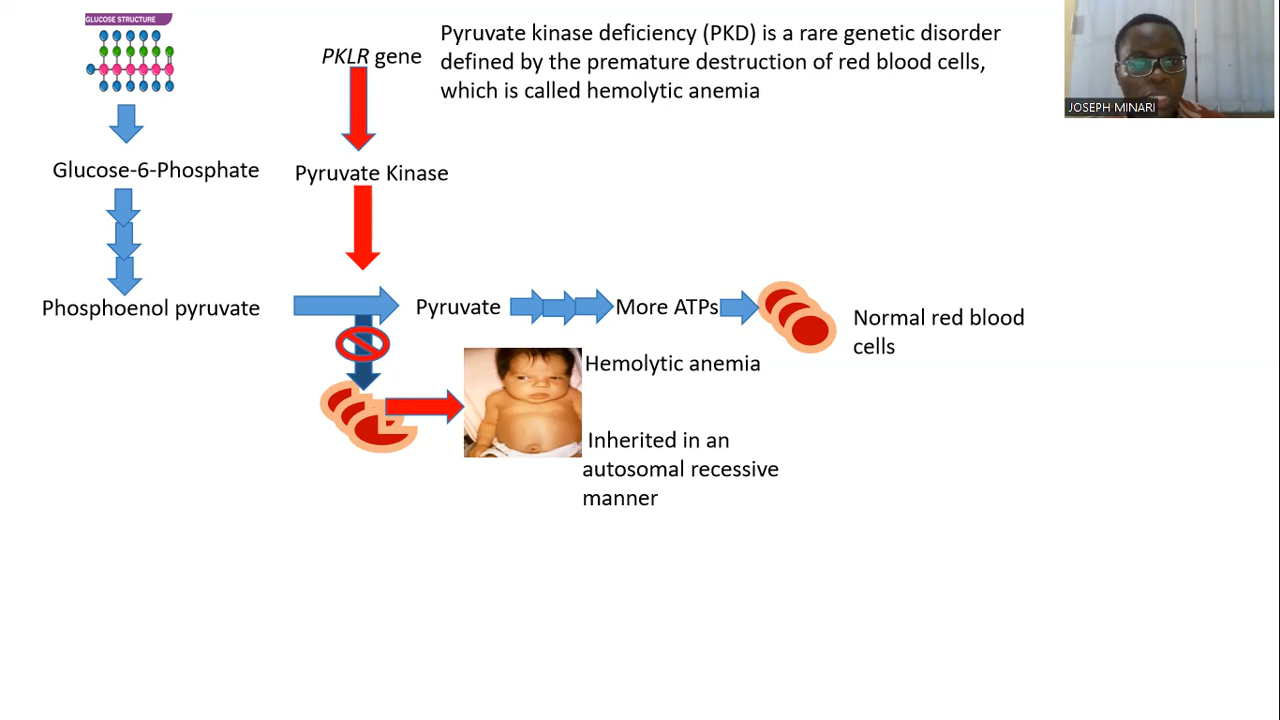 GLUCOSE STRUCTURE
PKLR gene
Pyruvate kinase deficiency (PKD) is a rare genetic disorder
defined by the premature destruction of red blood cells,
which is called hemolytic anemia
JOSEPH MINARI
Glucose-6-Phosphate
Pyruvate Kinase
Phosphoenol pyruvate
Pyruvate
More ATPs
Normal red blood
cells
Hemolytic anemia
Inherited in an
autosomal recessive
manner